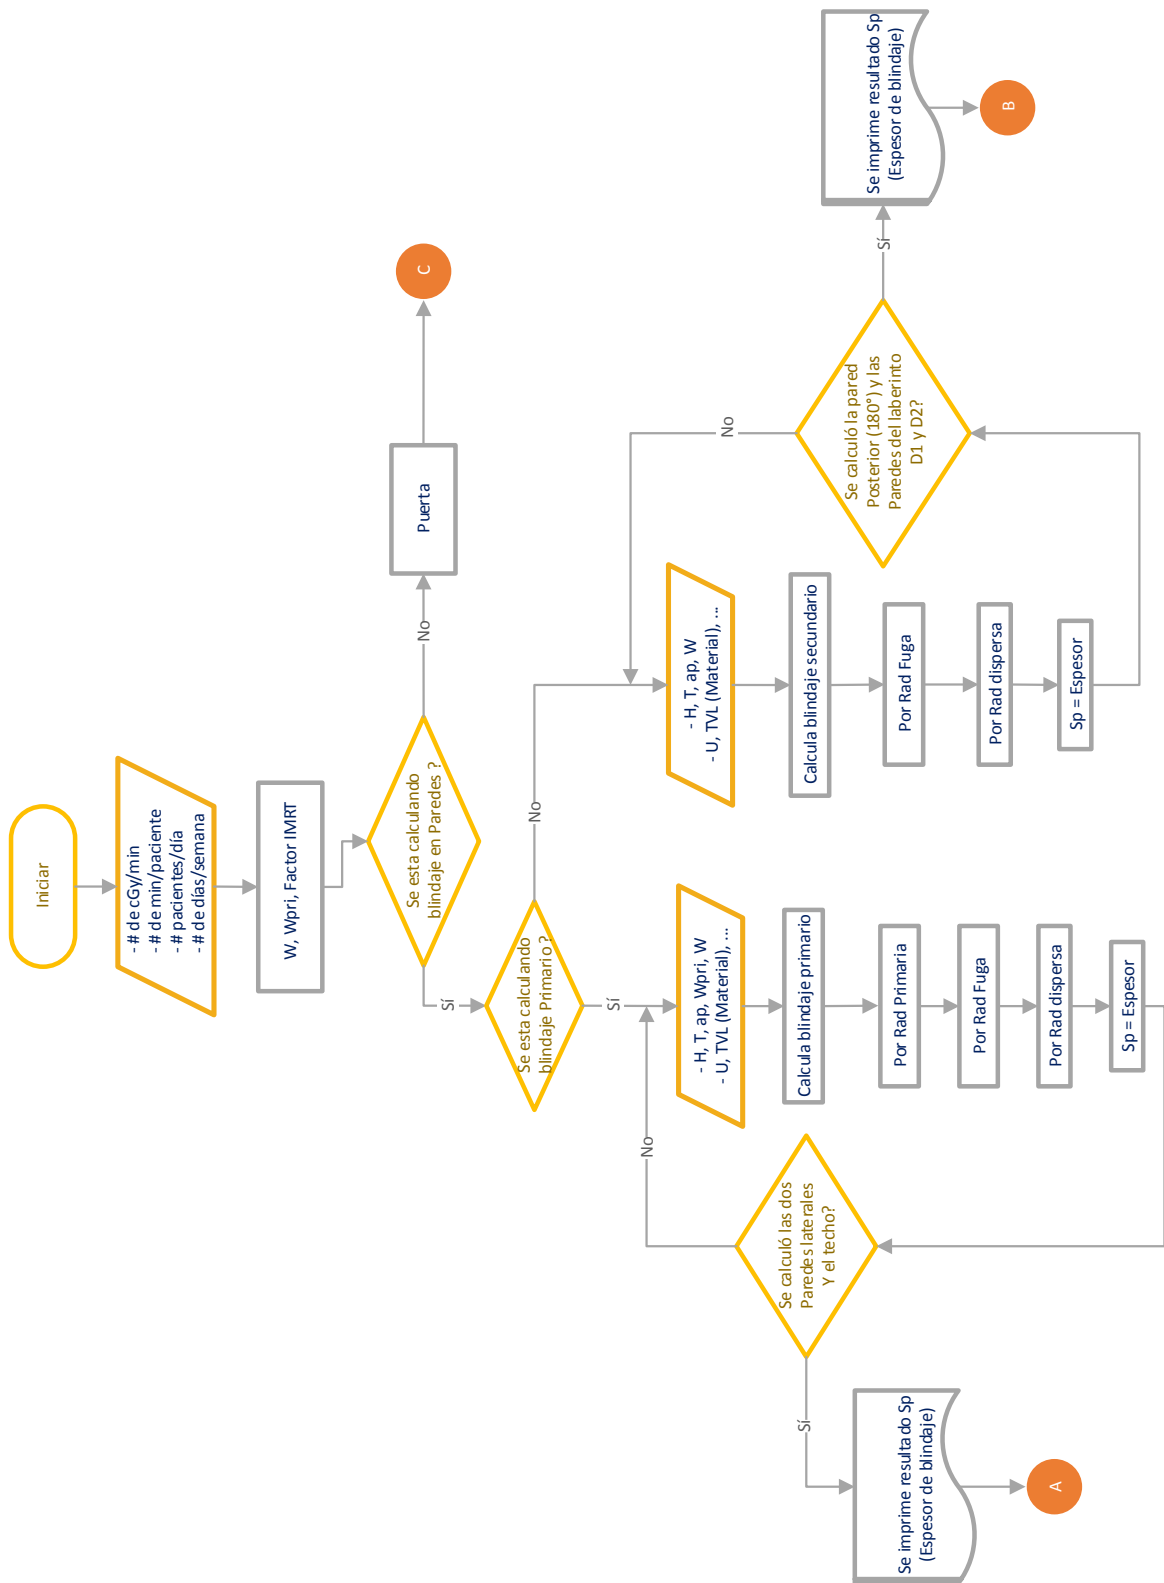 Iniciar
- # de cGy/min
- # de min/paciente
- # pacientes/día
- # de días/semana
W, Wpri, Factor IMRT
Se esta calculando
blindaje en Paredes ?
No
Puerta
C
Sí
Se esta calculando
blindaje Primario ?
Sí
No
- H, T, ap, Wpri, W
- U, TVL (Material), ...
Calcula blindaje primario
Por Rad Primaria
Por Rad Fuga
Por Rad dispersa
Sp = Espesor
Se calculó las dos
Paredes laterales
Y el techo?
No
Sí
Se imprime resultado Sp
(Espesor de blindaje)
A
- H, T, ap, W
- U, TVL (Material), ...
Calcula blindaje secundario
Por Rad Fuga
Por Rad dispersa
Sp = Espesor
Se calculó la pared
Posterior (180°) y las
Paredes del laberinto
D1 y D2?
No
Sí
Se imprime resultado Sp
(Espesor de blindaje)
B